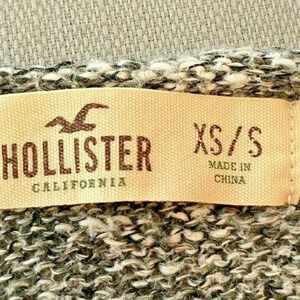 HOLLISTER
CALIFORNIA
XS/S
MADE IN
CHINA